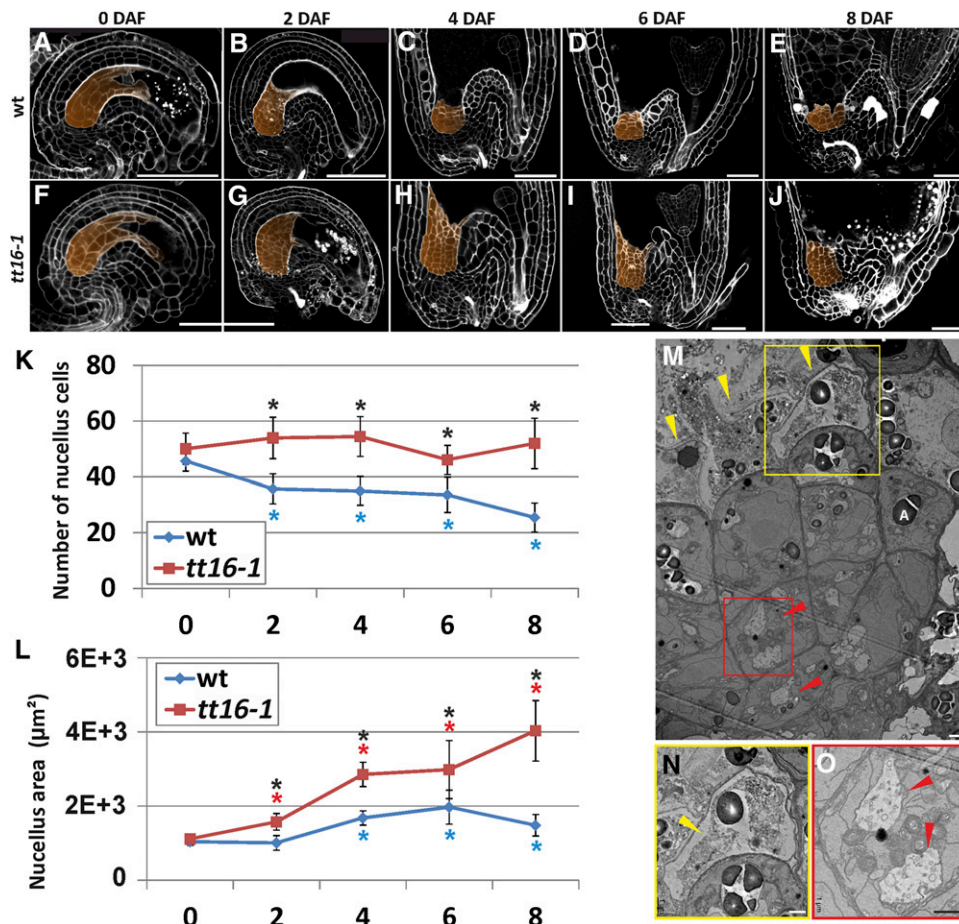 0 DAF 2 DAF 4 DAF 6 DAF 8 DAF
A B C D E
wt
F G H I J
tt16-1
K
80
60
40
20
0
Number of nucellus cells
* * * *
* * * *
wt
tt16-1
0 2 4 6 8
L
6E+3
4E+3
2E+3
0
Nucellus area (µm²)
* * * *
* * * *
* * *
wt
tt16-1
0 2 4 6 8
M
A
N O
1 µm